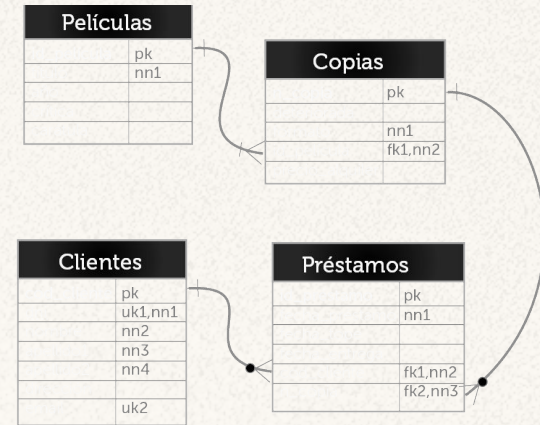 Películas
pk
nn1
Copias
pk
nn1
fk1,nn2
Clientes
pk
uk1,nn1
nn2
nn3
nn4
uk2
Préstamos
pk
nn1
fk1,nn2
fk2,nn3